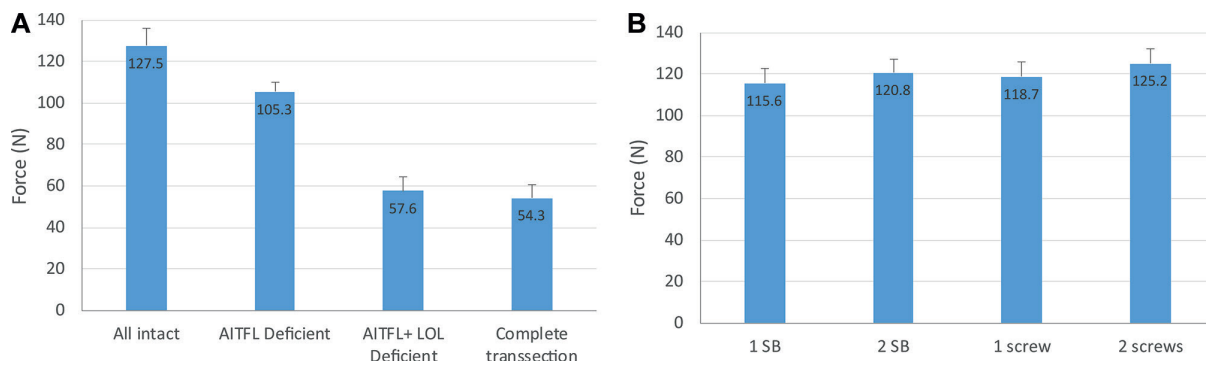 A
Force (N)
140
120
100
80
60
40
20
0
127.5
105.3
57.6
54.3
All intact
AITFL Deficient
AITFL+ LOL
Deficient
Complete
transsection
B
Force (N)
140
120
100
80
60
40
20
0
115.6
120.8
118.7
125.2
1 SB
2 SB
1 screw
2 screws